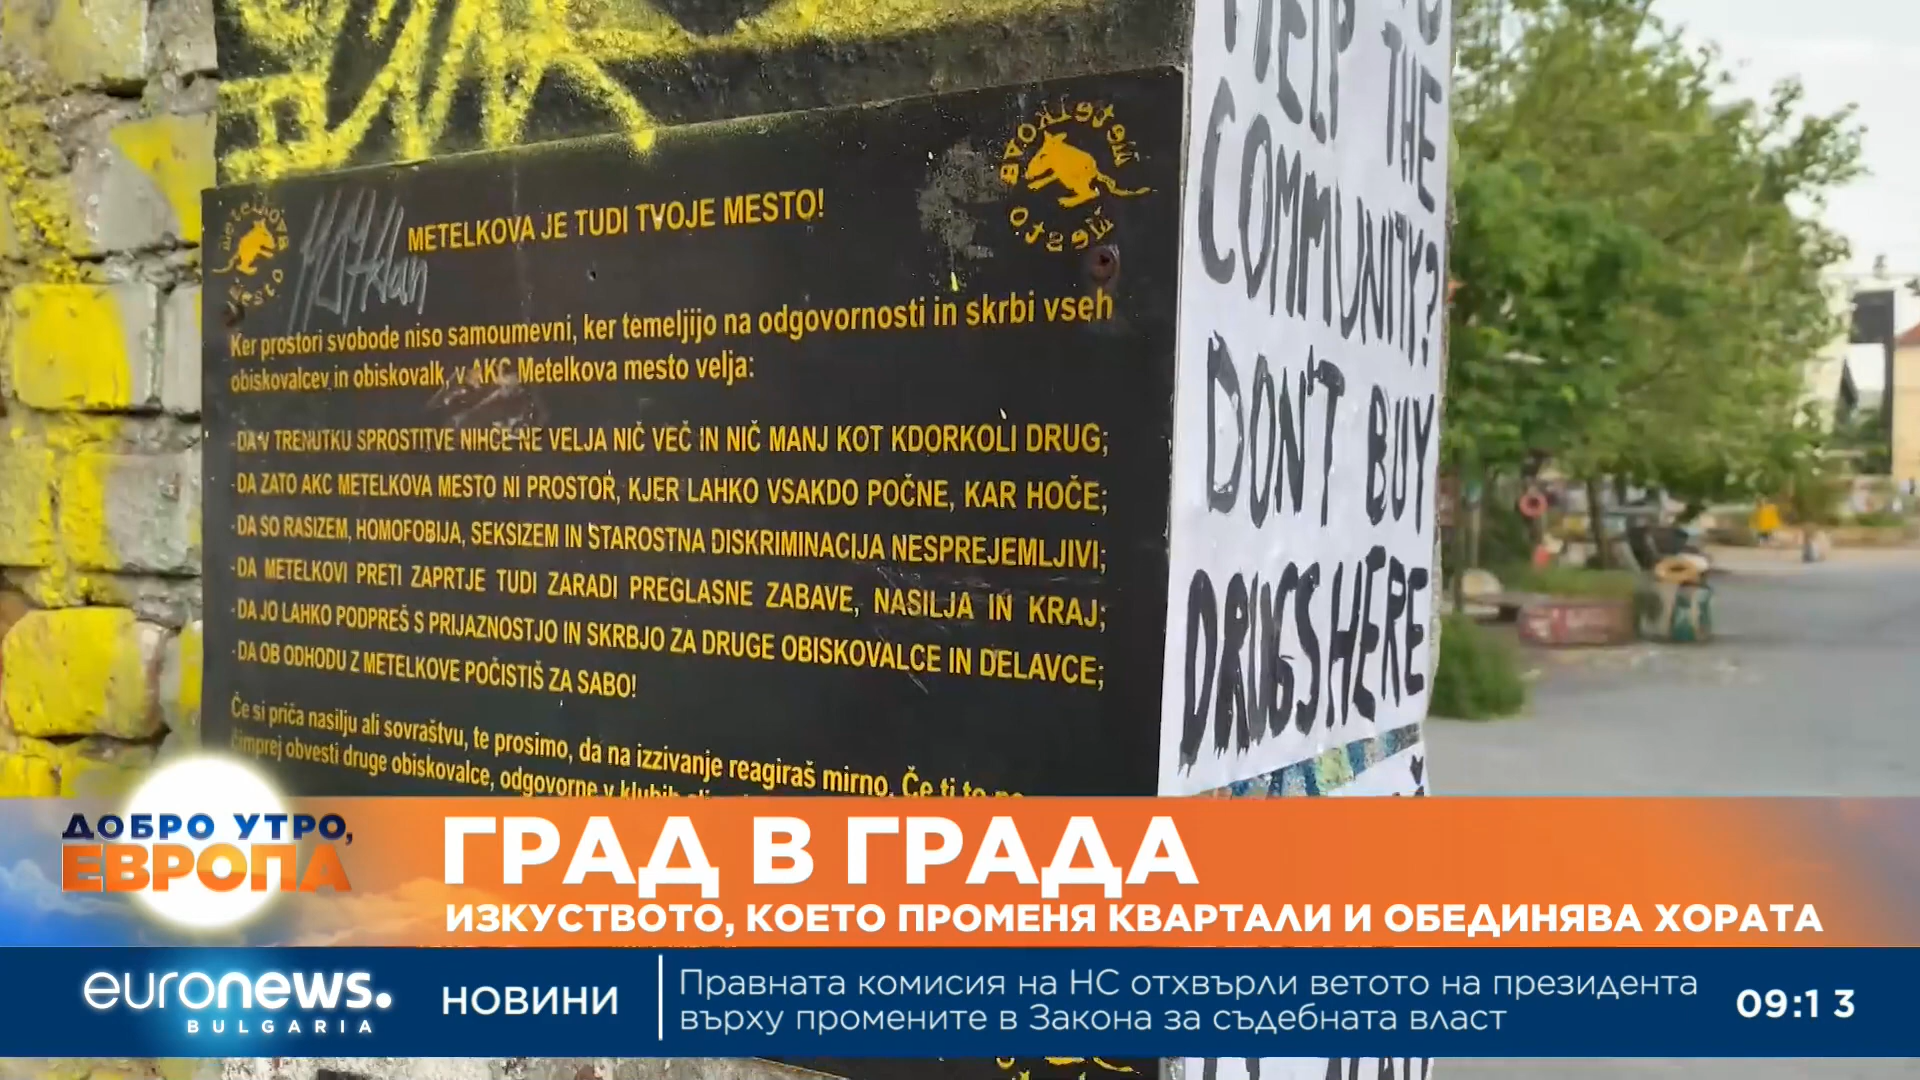 HELP
THE
COMMUNITY?
DON'T BUY
DRUGS HERE
metelkova
mesto
metelkova
mesto
METELKOVA JE TUDI TVOJE MESTO!
Ker prostori svobode niso samoumevni, ker temeljijo na odgovornosti in skrbi vseh
obiskovalcev in obiskovalk, v AKC Metelkova mesto velja:
-DA V TRENUTKU SPROSTITVE NIHČE NE VELJA NIČ VEČ IN NIČ MANJ KOT KDORKOLI DRUG;
-DA ZATO AKC METELKOVA MESTO NI PROSTOR, KJER LAHKO VSAKDO POČNE, KAR HOČE;
-DA SO RASIZEM, HOMOFOBIJA, SEKSIZEM IN STAROSTNA DISKRIMINACIJA NESPREJEMLJIVI;
-DA METELKOVI PRETI ZAPRTJE TUDI ZARADI PREGLASNE ZABAVE, NASILJA IN KRAJ;
-DA JO LAHKO PODPREŠ S PRIJAZNOSTJO IN SKRBJO ZA DRUGE OBISKOVALCE IN DELAVCE;
-DA OB ODHODU Z METELKOVE POČISTIŠ ZA SABO!
Če si priča nasilju ali sovraštvu, te prosimo, da na izzivanje reagiraš mirno. Če ti to ne
čimprej obvesti druge obiskovalce, odgovorne v klubih
ДОБРО УТРО,
ЕВРОПА
ГРАД В ГРАДА
ИЗКУСТВОТО, КОЕТО ПРОМЕНЯ КВАРТАЛИ И ОБЕДИНЯВА ХОРАТА
euronews.
BULGARIA
НОВИНИ
Правната комисия на НС отхвърли ветото на президента
върху промените в Закона за съдебната власт
09:13